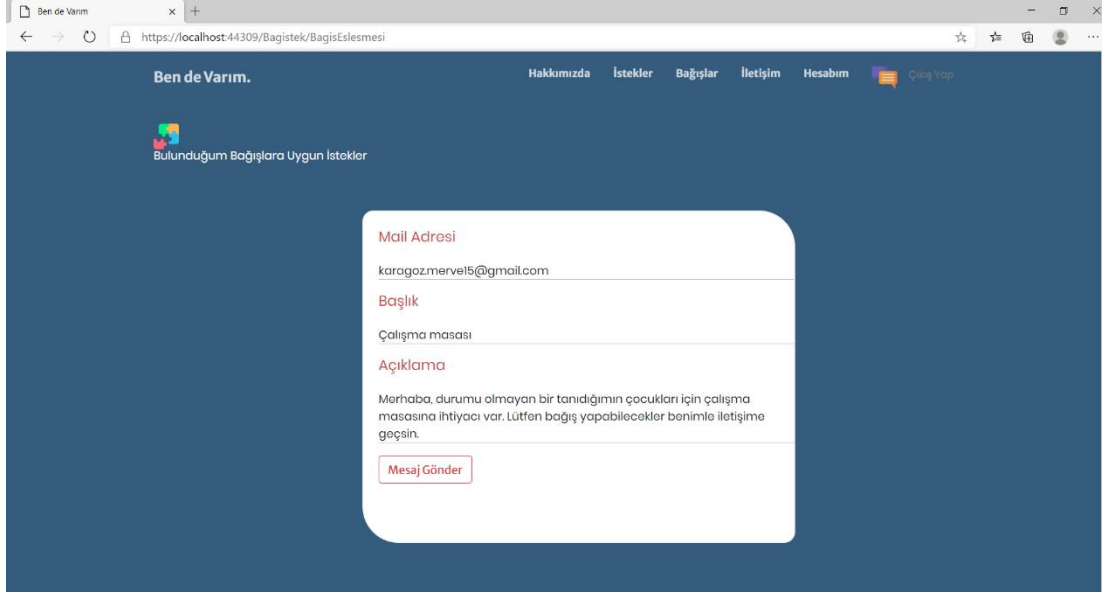 Ben de Varım
https://localhost:44309/Bagistek/BagisEslesmesi
Ben de Varım.
Hakkımızda İstekler Bağışlar İletişim Hesabım Çıkış Yap
Bulunduğum Bağışlara Uygun İstekler
Mail Adresi
karagoz.merve15@gmail.com
Başlık
Çalışma masası
Açıklama
Merhaba, durumu olmayan bir tanıdığımın çocukları için çalışma
masasına ihtiyacı var. Lütfen bağış yapabilecekler benimle iletişime
geçsin.
Mesaj Gönder